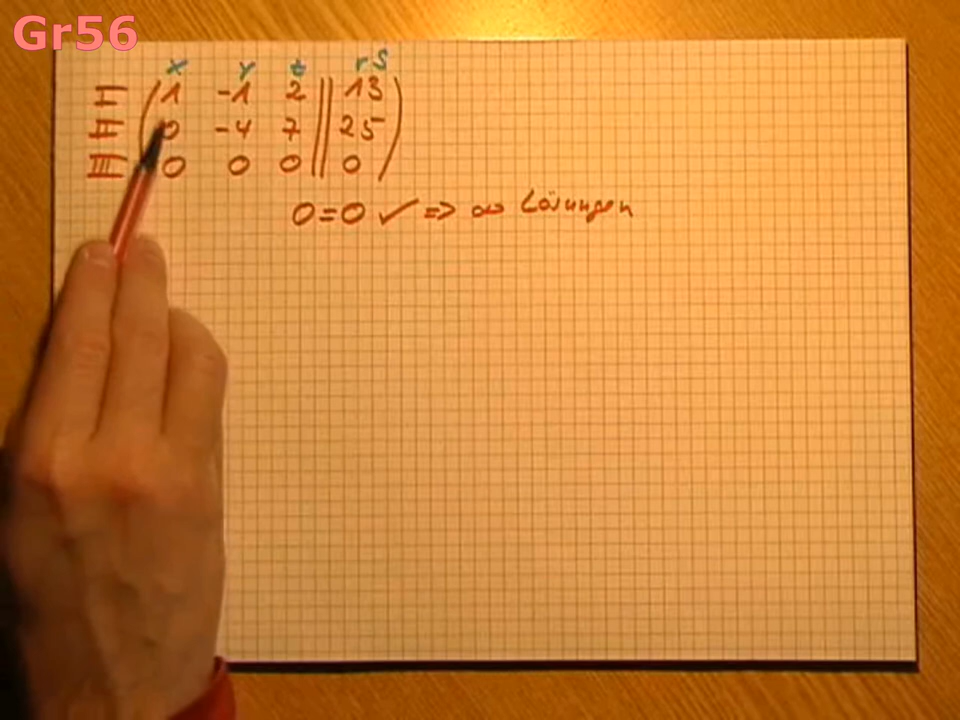 Gr56
x y z rS
I ( 1 -1 2 || 13 )
II ( 0 -4 7 || 25 )
III 0 0 0 || 0 )
0=0 ✓ => ∞ Lösungen